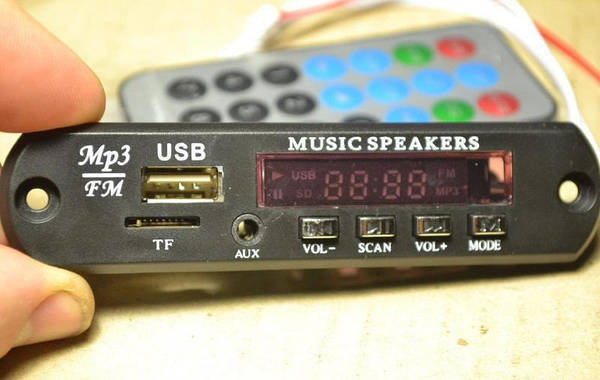 MUSIC SPEAKERS
Mp3
FM
USB
USB
SD
88:88
FM
MP3
TF
AUX
VOL-
SCAN
VOL+
MODE